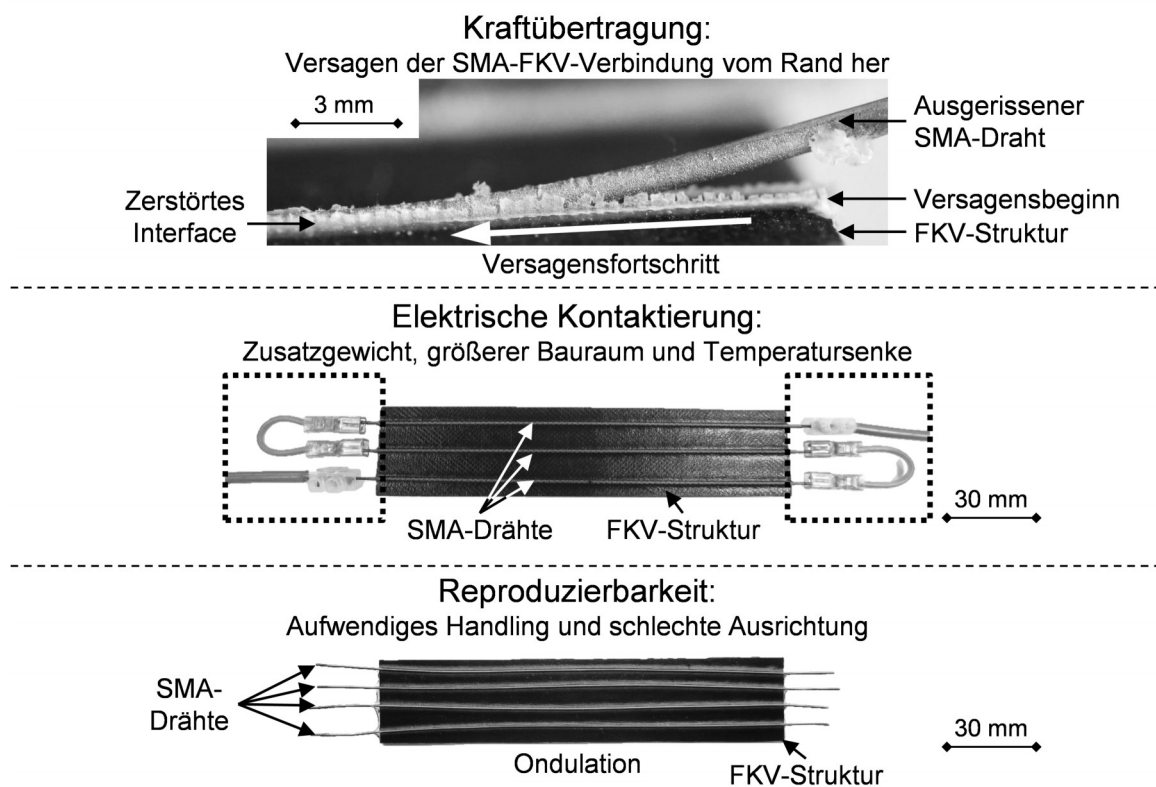 Kraftübertragung:
Versagen der SMA-FKV-Verbindung vom Rand her
3 mm
Ausgerissener
SMA-Draht
Zerstörtes
Interface
Versagensbeginn
FKV-Struktur
Versagensfortschritt
Elektrische Kontaktierung:
Zusatzgewicht, größerer Bauraum und Temperatursenke
SMA-Drähte
FKV-Struktur
30 mm
Reproduzierbarkeit:
Aufwendiges Handling und schlechte Ausrichtung
SMA-
Drähte
30 mm
Ondulation
FKV-Struktur